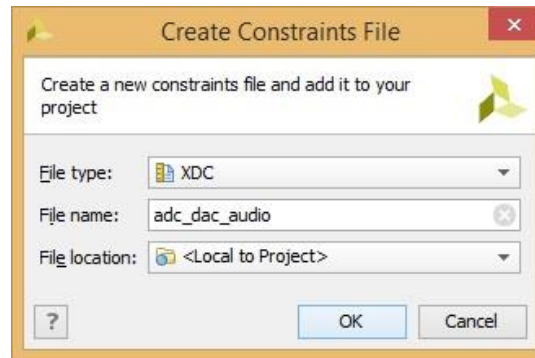 Create Constraints File
Create a new constraints file and add it to your
project
File type: XDC
File name: adc_dac_audio
File location: <Local to Project>
? OK Cancel